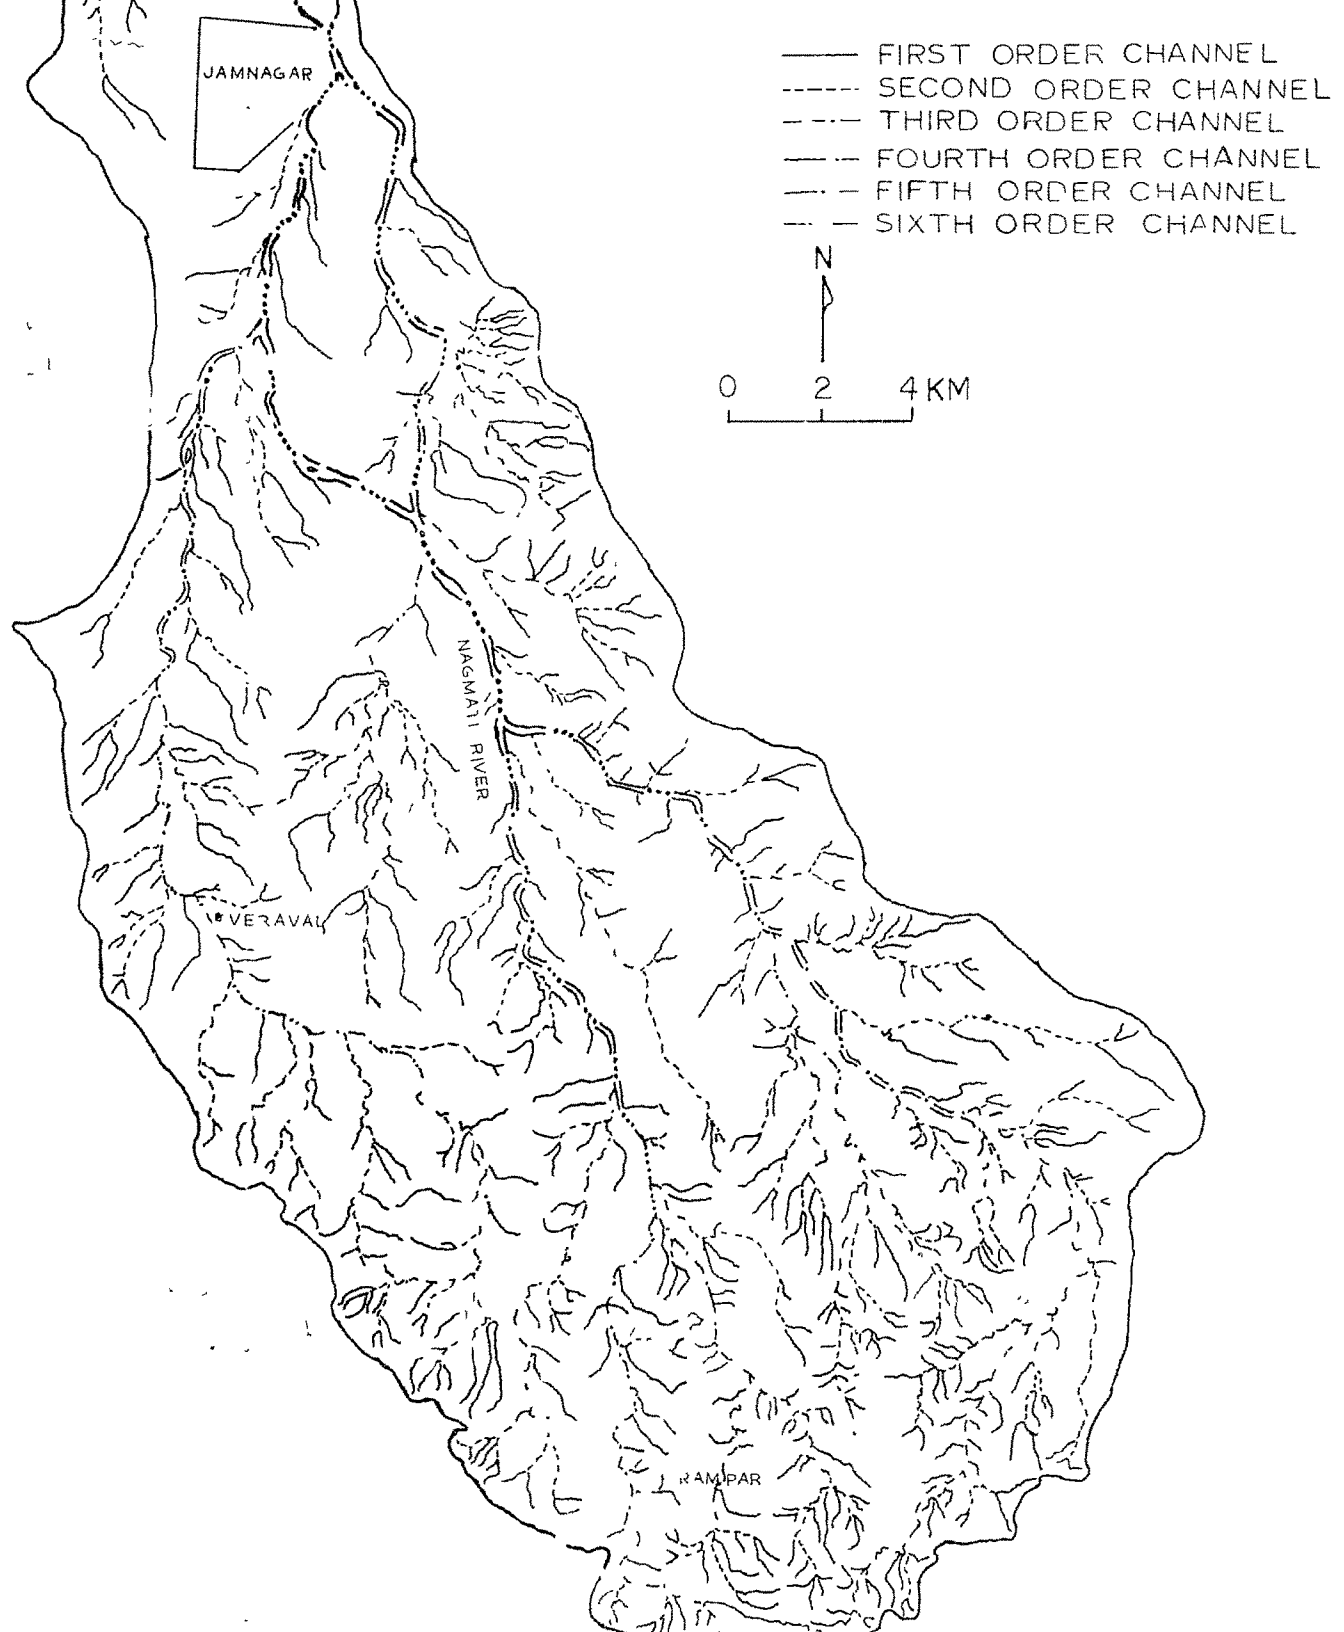 FIRST ORDER CHANNEL
SECOND ORDER CHANNEL
THIRD ORDER CHANNEL
FOURTH ORDER CHANNEL
FIFTH ORDER CHANNEL
SIXTH ORDER CHANNEL
N
0 2 4 KM
JAMNAGAR
NAGMATI RIVER
VERAVAL
RAMPAR